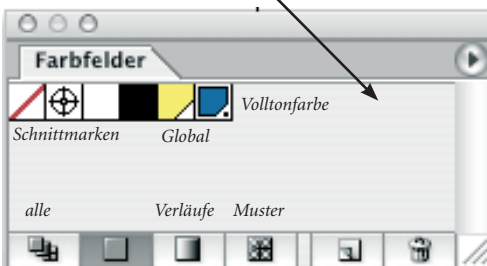 Farbfelder
Volltonfarbe
Schnittmarken Global
alle Verläufe Muster